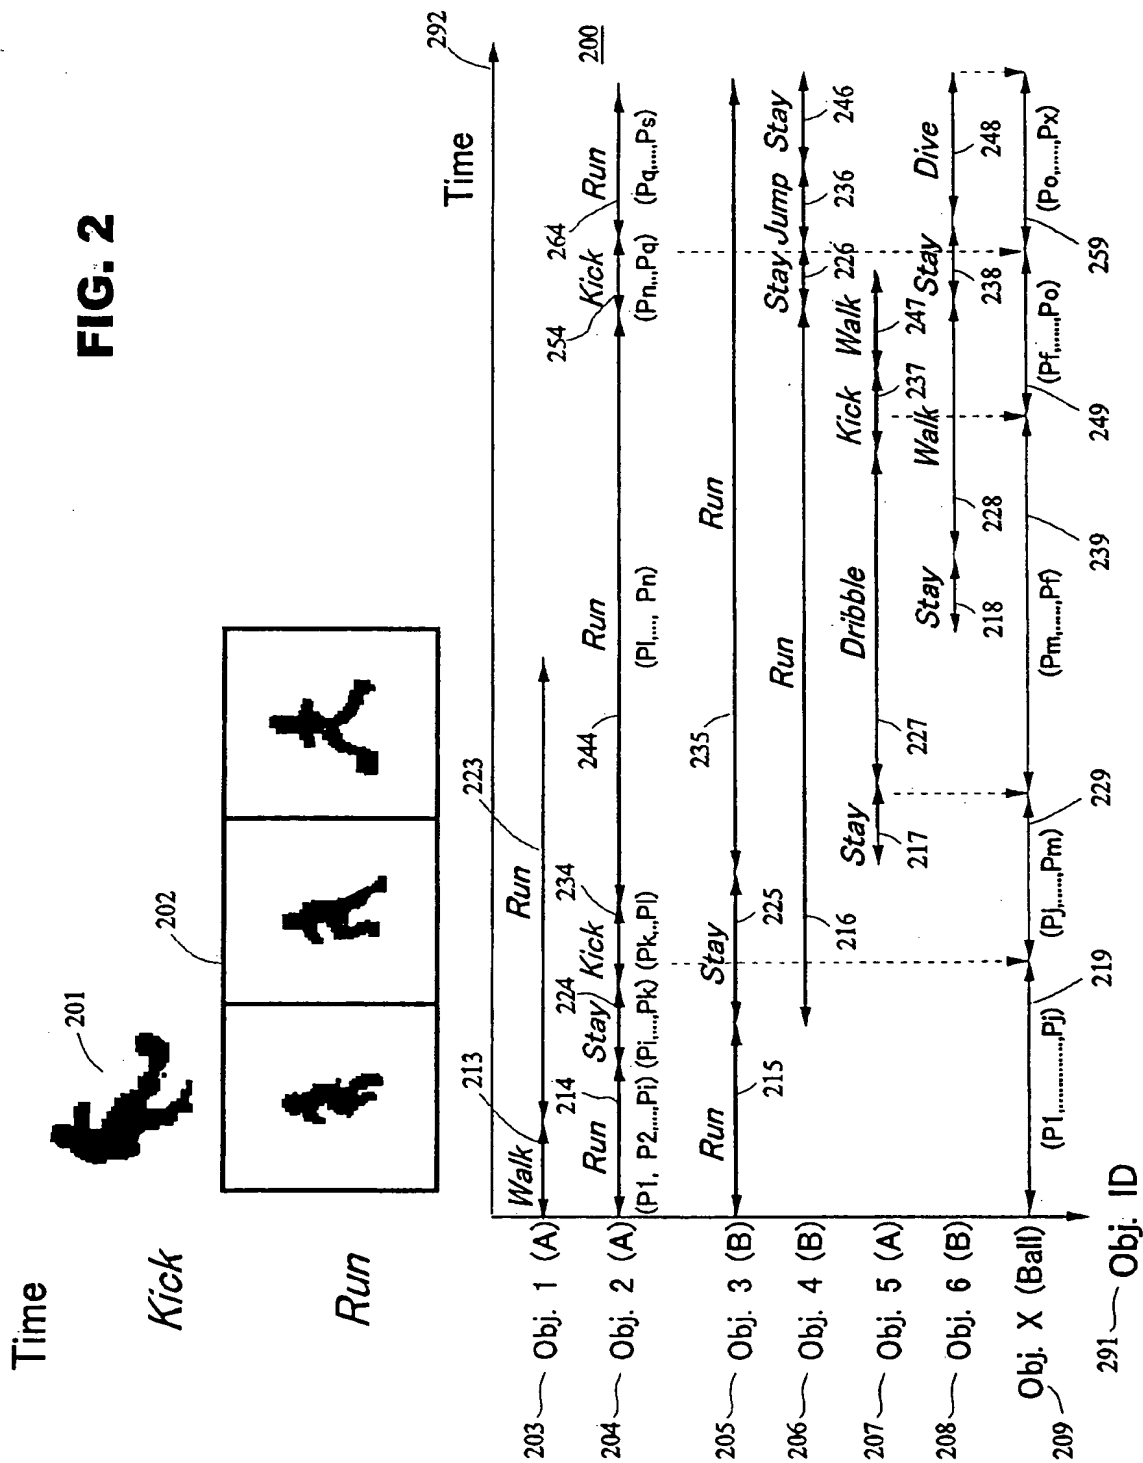 FIG. 2
Time
Kick
201
202
Run
Time
292
200
203
Obj. 1 (A)
Walk
213
Run
223
204
Obj. 2 (A)
Run
214
Stay
224
Kick
234
Run
244
Kick
254
Run
264
(P1, P2,....,Pi)
(Pi,....,Pk)
(Pk,..,Pl)
(Pl,...., Pn)
(Pn,..,Pq)
(Pq,....,Ps)
205
Obj. 3 (B)
Run
215
Stay
225
Run
235
206
Obj. 4 (B)
Run
216
Stay
226
Jump
236
Stay
246
207
Obj. 5 (A)
Stay
217
Dribble
227
Kick
237
Walk
247
208
Obj. 6 (B)
Stay
218
Walk
228
Stay
238
Dive
248
209
Obj. X (Ball)
219
229
239
249
259
(P1,...............,Pj)
(Pj,.......,Pm)
(Pm,......,Pf)
(Pf,......,Po)
(Po,......,Px)
291
Obj. ID